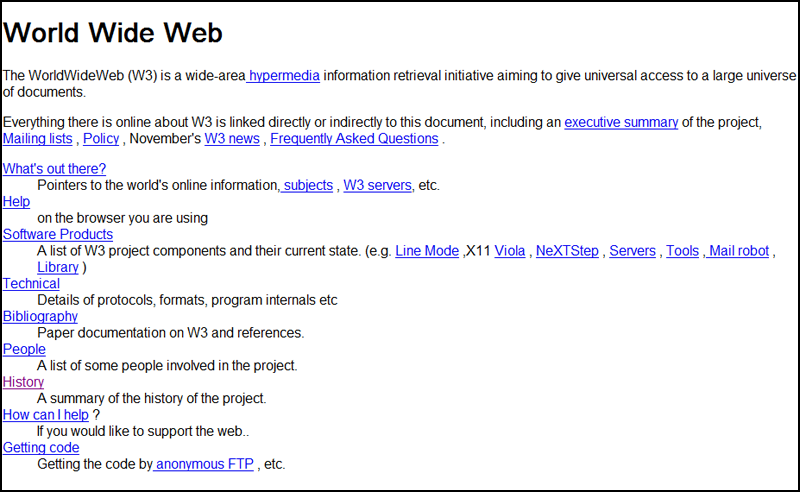 World Wide Web
The WorldWideWeb (W3) is a wide-area hypermedia information retrieval initiative aiming to give universal access to a large universe
of documents.
Everything there is online about W3 is linked directly or indirectly to this document, including an executive summary of the project,
Mailing lists , Policy , November's W3 news , Frequently Asked Questions .
What's out there?
Pointers to the world's online information, subjects , W3 servers, etc.
Help
on the browser you are using
Software Products
A list of W3 project components and their current state. (e.g. Line Mode ,X11 Viola , NeXTStep , Servers , Tools , Mail robot ,
Library )
Technical
Details of protocols, formats, program internals etc
Bibliography
Paper documentation on W3 and references.
People
A list of some people involved in the project.
History
A summary of the history of the project.
How can I help ?
If you would like to support the web..
Getting code
Getting the code by anonymous FTP , etc.